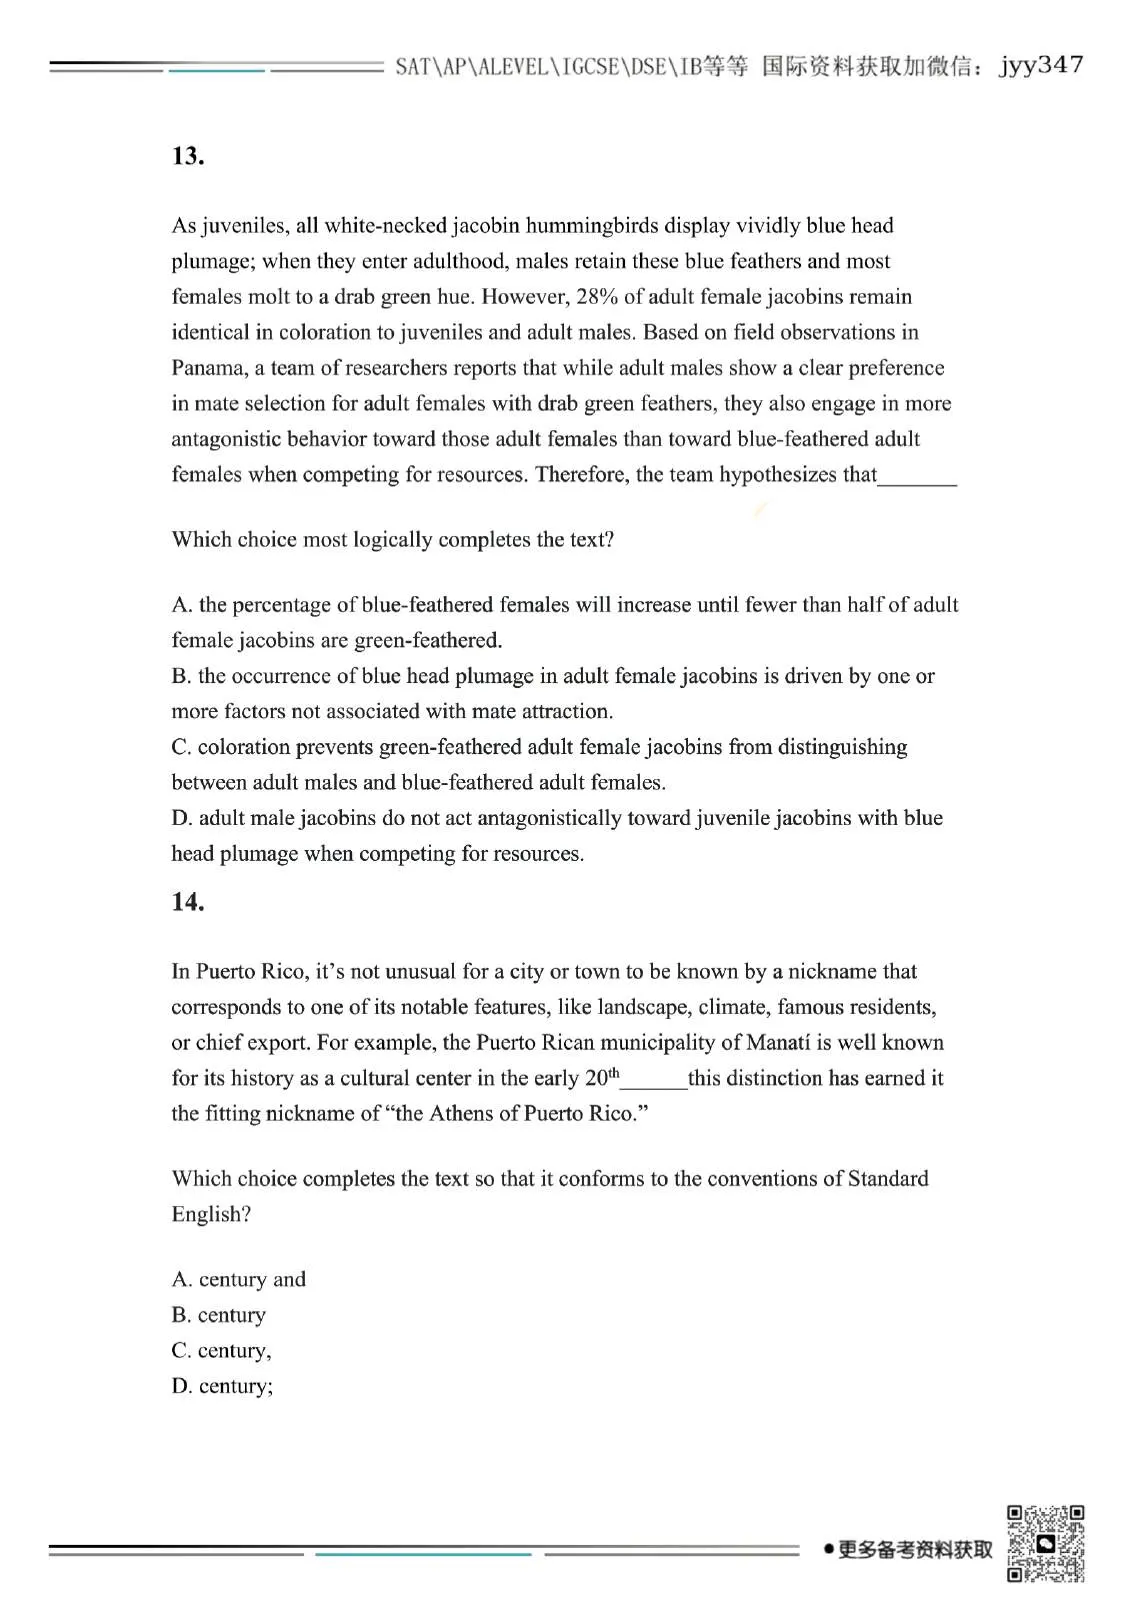 SAT\AP\ALEVEL\IGCSE\DSE\IB等等 国际资料获取加微信: jyy347
13.
As juveniles, all white-necked jacobin hummingbirds display vividly blue head
plumage; when they enter adulthood, males retain these blue feathers and most
females molt to a drab green hue. However, 28% of adult female jacobins remain
identical in coloration to juveniles and adult males. Based on field observations in
Panama, a team of researchers reports that while adult males show a clear preference
in mate selection for adult females with drab green feathers, they also engage in more
antagonistic behavior toward those adult females than toward blue-feathered adult
females when competing for resources. Therefore, the team hypothesizes that_______
Which choice most logically completes the text?
A. the percentage of blue-feathered females will increase until fewer than half of adult
female jacobins are green-feathered.
B. the occurrence of blue head plumage in adult female jacobins is driven by one or
more factors not associated with mate attraction.
C. coloration prevents green-feathered adult female jacobins from distinguishing
between adult males and blue-feathered adult females.
D. adult male jacobins do not act antagonistically toward juvenile jacobins with blue
head plumage when competing for resources.
14.
In Puerto Rico, it’s not unusual for a city or town to be known by a nickname that
corresponds to one of its notable features, like landscape, climate, famous residents,
or chief export. For example, the Puerto Rican municipality of Manatí is well known
for its history as a cultural center in the early 20th______this distinction has earned it
the fitting nickname of “the Athens of Puerto Rico.”
Which choice completes the text so that it conforms to the conventions of Standard
English?
A. century and
B. century
C. century,
D. century;
●更多备考资料获取